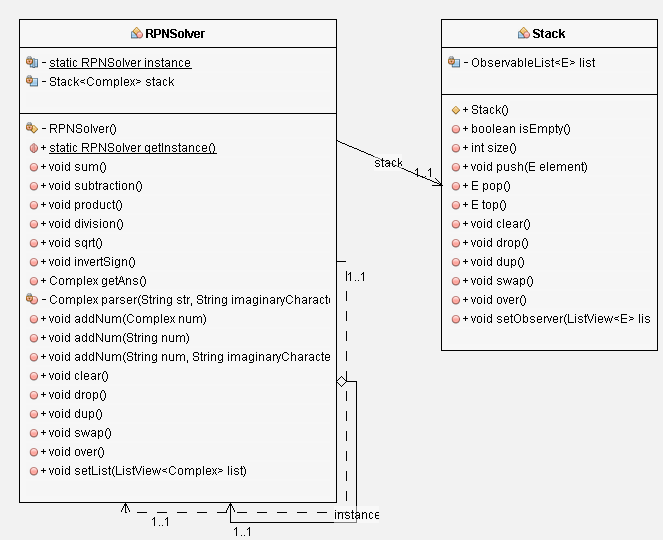 RPNSolver
- static RPNSolver instance
- Stack<Complex> stack
- RPNSolver()
+ static RPNSolver getInstance()
+ void sum()
+ void subtraction()
+ void product()
+ void division()
+ void sqrt()
+ void invertSign()
+ Complex getAns()
- Complex parser(String str, String imaginaryCharacte
+ void addNum(Complex num)
+ void addNum(String num)
+ void addNum(String num, String imaginaryCharacte
+ void clear()
+ void drop()
+ void dup()
+ void swap()
+ void over()
+ void setList(ListView<Complex> list)
Stack
- ObservableList<E> list
+ Stack()
+ boolean isEmpty()
+ int size()
+ void push(E element)
+ E pop()
+ E top()
+ void clear()
+ void drop()
+ void dup()
+ void swap()
+ void over()
+ void setObserver(ListView<E> lis
stack
1..1
1..1
instance
1..1
1..1